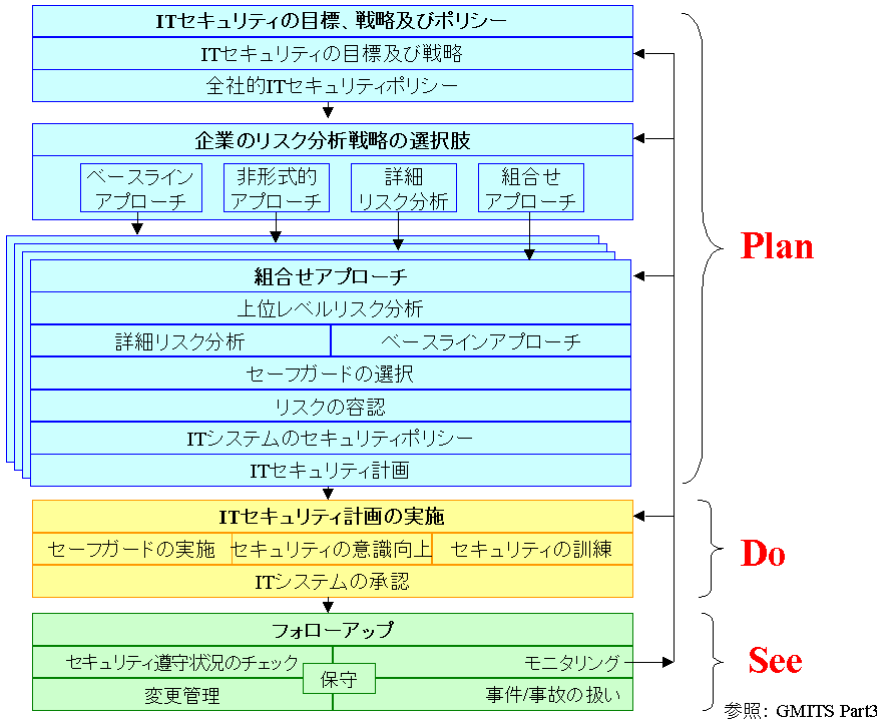 ITセキュリティの目標、戦略及びポリシー
ITセキュリティの目標及び戦略
全社的ITセキュリティポリシー
企業のリスク分析戦略の選択肢
ベースライン
アプローチ
非形式的
アプローチ
詳細
リスク分析
組合せ
アプローチ
組合せアプローチ
上位レベルリスク分析
詳細リスク分析
ベースラインアプローチ
セーフガードの選択
リスクの容認
ITシステムのセキュリティポリシー
ITセキュリティ計画
Plan
ITセキュリティ計画の実施
セーフガードの実施
セキュリティの意識向上
セキュリティの訓練
ITシステムの承認
Do
フォローアップ
セキュリティ遵守状況のチェック
モニタリング
保守
変更管理
事件/事故の扱い
See
参照: GMITS Part3